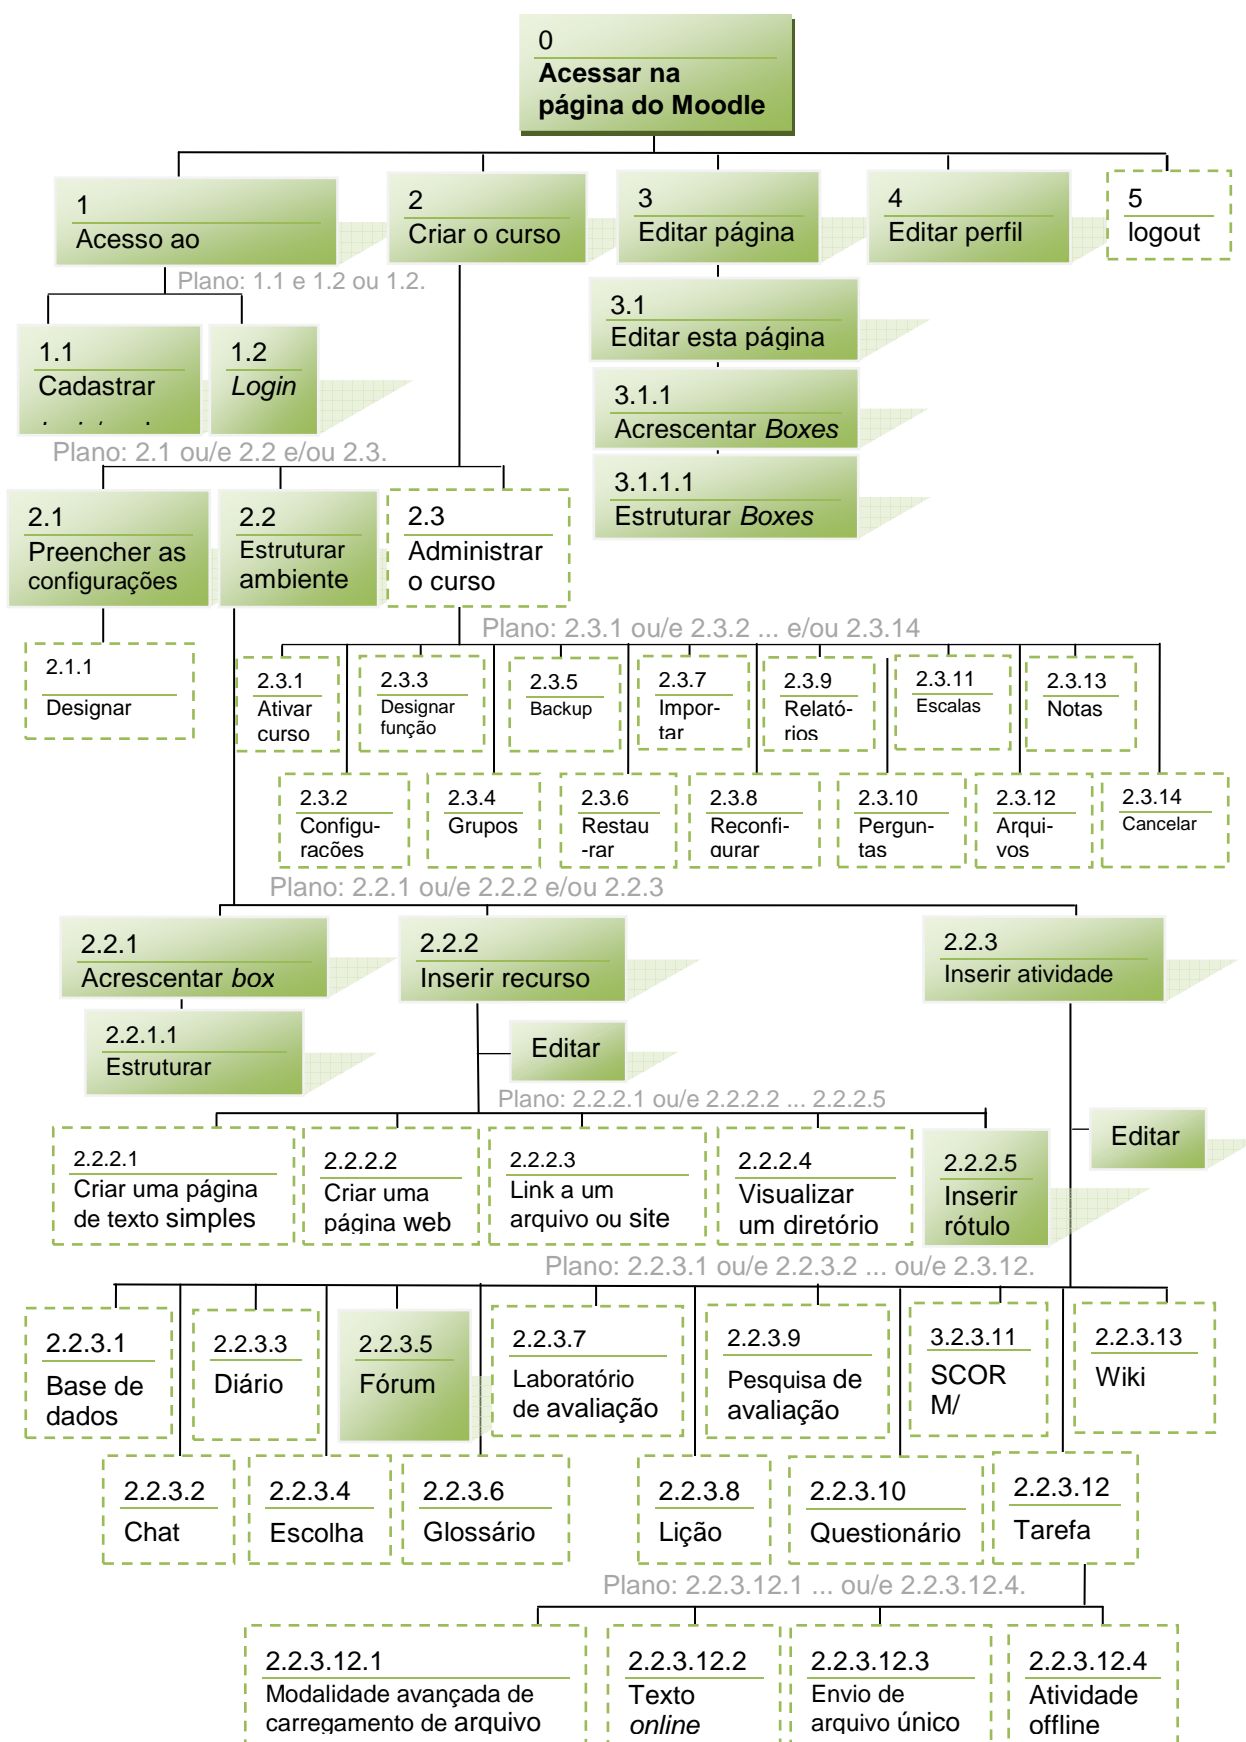 0
Acessar na
página do Moodle
1
Acesso ao
2
Criar o curso
3
Editar página
4
Editar perfil
5
logout
Plano: 1.1 e 1.2 ou 1.2.
1.1
Cadastrar
1.2
Login
3.1
Editar esta página
3.1.1
Acrescentar Boxes
3.1.1.1
Estruturar Boxes
Plano: 2.1 ou/e 2.2 e/ou 2.3.
2.1
Preencher as
configurações
2.2
Estruturar
ambiente
2.3
Administrar
o curso
2.1.1
Designar
Plano: 2.3.1 ou/e 2.3.2 ... e/ou 2.3.14
2.3.1
Ativar
curso
2.3.3
Designar
função
2.3.5
Backup
2.3.7
Impor-
tar
2.3.9
Relató-
rios
2.3.11
Escalas
2.3.13
Notas
2.3.2
Configu-
rações
2.3.4
Grupos
2.3.6
Restau
-rar
2.3.8
Reconfi-
gurar
2.3.10
Pergun-
tas
2.3.12
Arqui-
vos
2.3.14
Cancelar
Plano: 2.2.1 ou/e 2.2.2 e/ou 2.2.3
2.2.1
Acrescentar box
2.2.2
Inserir recurso
2.2.3
Inserir atividade
2.2.1.1
Estruturar
Editar
Plano: 2.2.2.1 ou/e 2.2.2.2 ... 2.2.2.5
Editar
2.2.2.1
Criar uma página
de texto simples
2.2.2.2
Criar uma
página web
2.2.2.3
Link a um
arquivo ou site
2.2.2.4
Visualizar
um diretório
2.2.2.5
Inserir
rótulo
Plano: 2.2.3.1 ou/e 2.2.3.2 ... ou/e 2.3.12.
2.2.3.1
Base de
dados
2.2.3.3
Diário
2.2.3.5
Fórum
2.2.3.7
Laboratório
de avaliação
2.2.3.9
Pesquisa de
avaliação
3.2.3.11
SCOR
M/
2.2.3.13
Wiki
2.2.3.2
Chat
2.2.3.4
Escolha
2.2.3.6
Glossário
2.2.3.8
Lição
2.2.3.10
Questionário
2.2.3.12
Tarefa
Plano: 2.2.3.12.1 ... ou/e 2.2.3.12.4.
2.2.3.12.1
Modalidade avançada de
carregamento de arquivo
2.2.3.12.2
Texto
online
2.2.3.12.3
Envio de
arquivo único
2.2.3.12.4
Atividade
offline